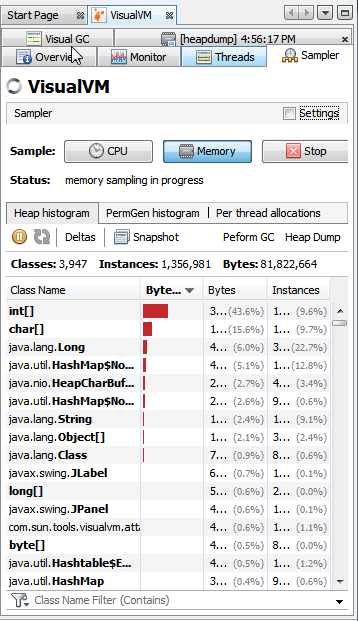 Start Page VisualVM
Visual GC [heapdump] 4:56:17 PM
Overview Monitor Threads Sampler
VisualVM
Sampler Settings
Sample: CPU Memory Stop
Status: memory sampling in progress
Heap histogram PermGen histogram Per thread allocations
Deltas Snapshot Peform GC Heap Dump
Classes: 3,947 Instances: 1,356,981 Bytes: 81,822,664
Class Name Byte... Bytes Instances
int[] 3... (43.6%) 1... (9.6%)
char[] 1... (15.6%) 1... (9.7%)
java.lang.Long 4... (6.0%) 3... (22.7%)
java.util.HashMap$No... 4... (5.1%) 1... (12.8%)
java.nio.HeapCharBuf... 2... (2.7%) 4... (3.4%)
java.util.HashMap$No... 2... (2.6%) 9... (0.6%)
java.lang.String 1... (2.4%) 1... (9.1%)
java.lang.Object[] 1... (2.1%) 3... (2.4%)
java.lang.Class 7... (0.9%) 8... (0.6%)
javax.swing.JLabel 6... (0.7%) 1... (0.1%)
long[] 5... (0.6%) 2... (0.0%)
javax.swing.JPanel 4... (0.6%) 1... (0.1%)
com.sun.tools.visualvm.atta 4... (0.6%) 1... (1.1%)
byte[] 4... (0.5%) 8... (0.0%)
java.util.Hashtable$E... 4... (0.5%) 1... (1.1%)
java.util.HashMap 3... (0.4%) 9... (0.6%)
Class Name Filter (Contains)